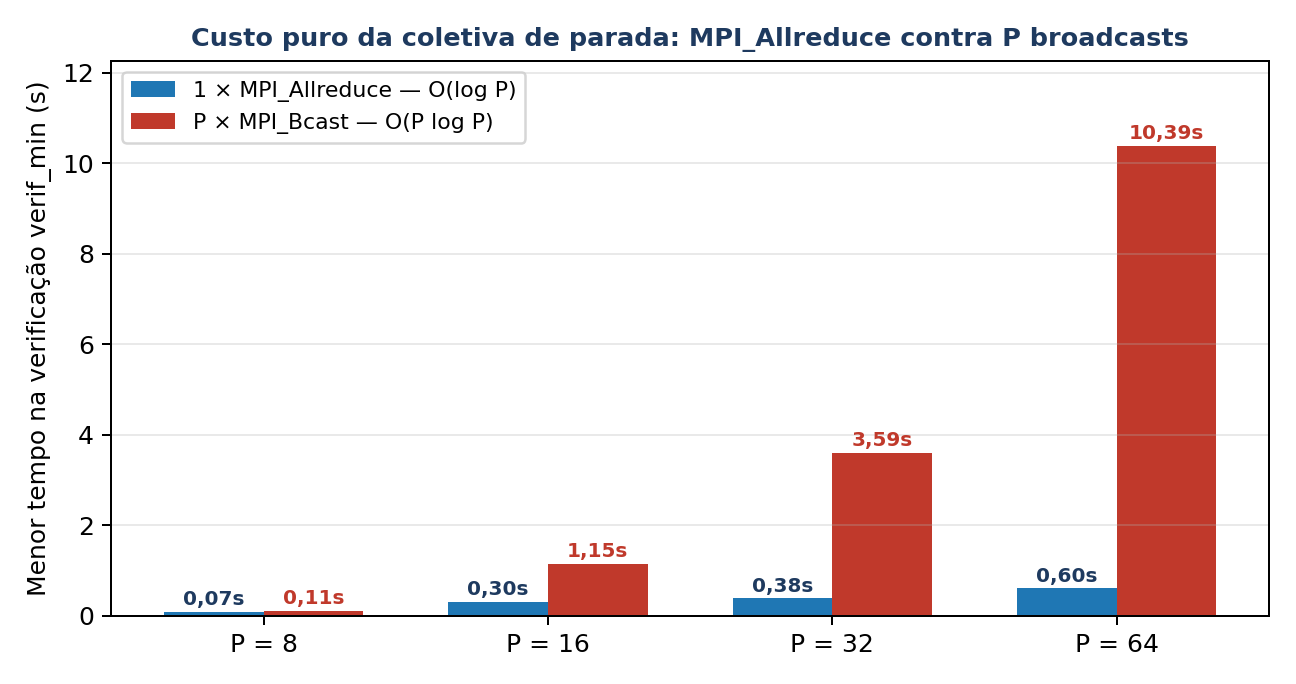 Custo puro da coletiva de parada: MPI_Allreduce contra P broadcasts
1 × MPI_Allreduce — O(log P)
P × MPI_Bcast — O(P log P)
Menor tempo na verificação verif_min (s)
12
10
8
6
4
2
0
0,07s
0,11s
0,30s
1,15s
0,38s
3,59s
0,60s
10,39s
P = 8
P = 16
P = 32
P = 64